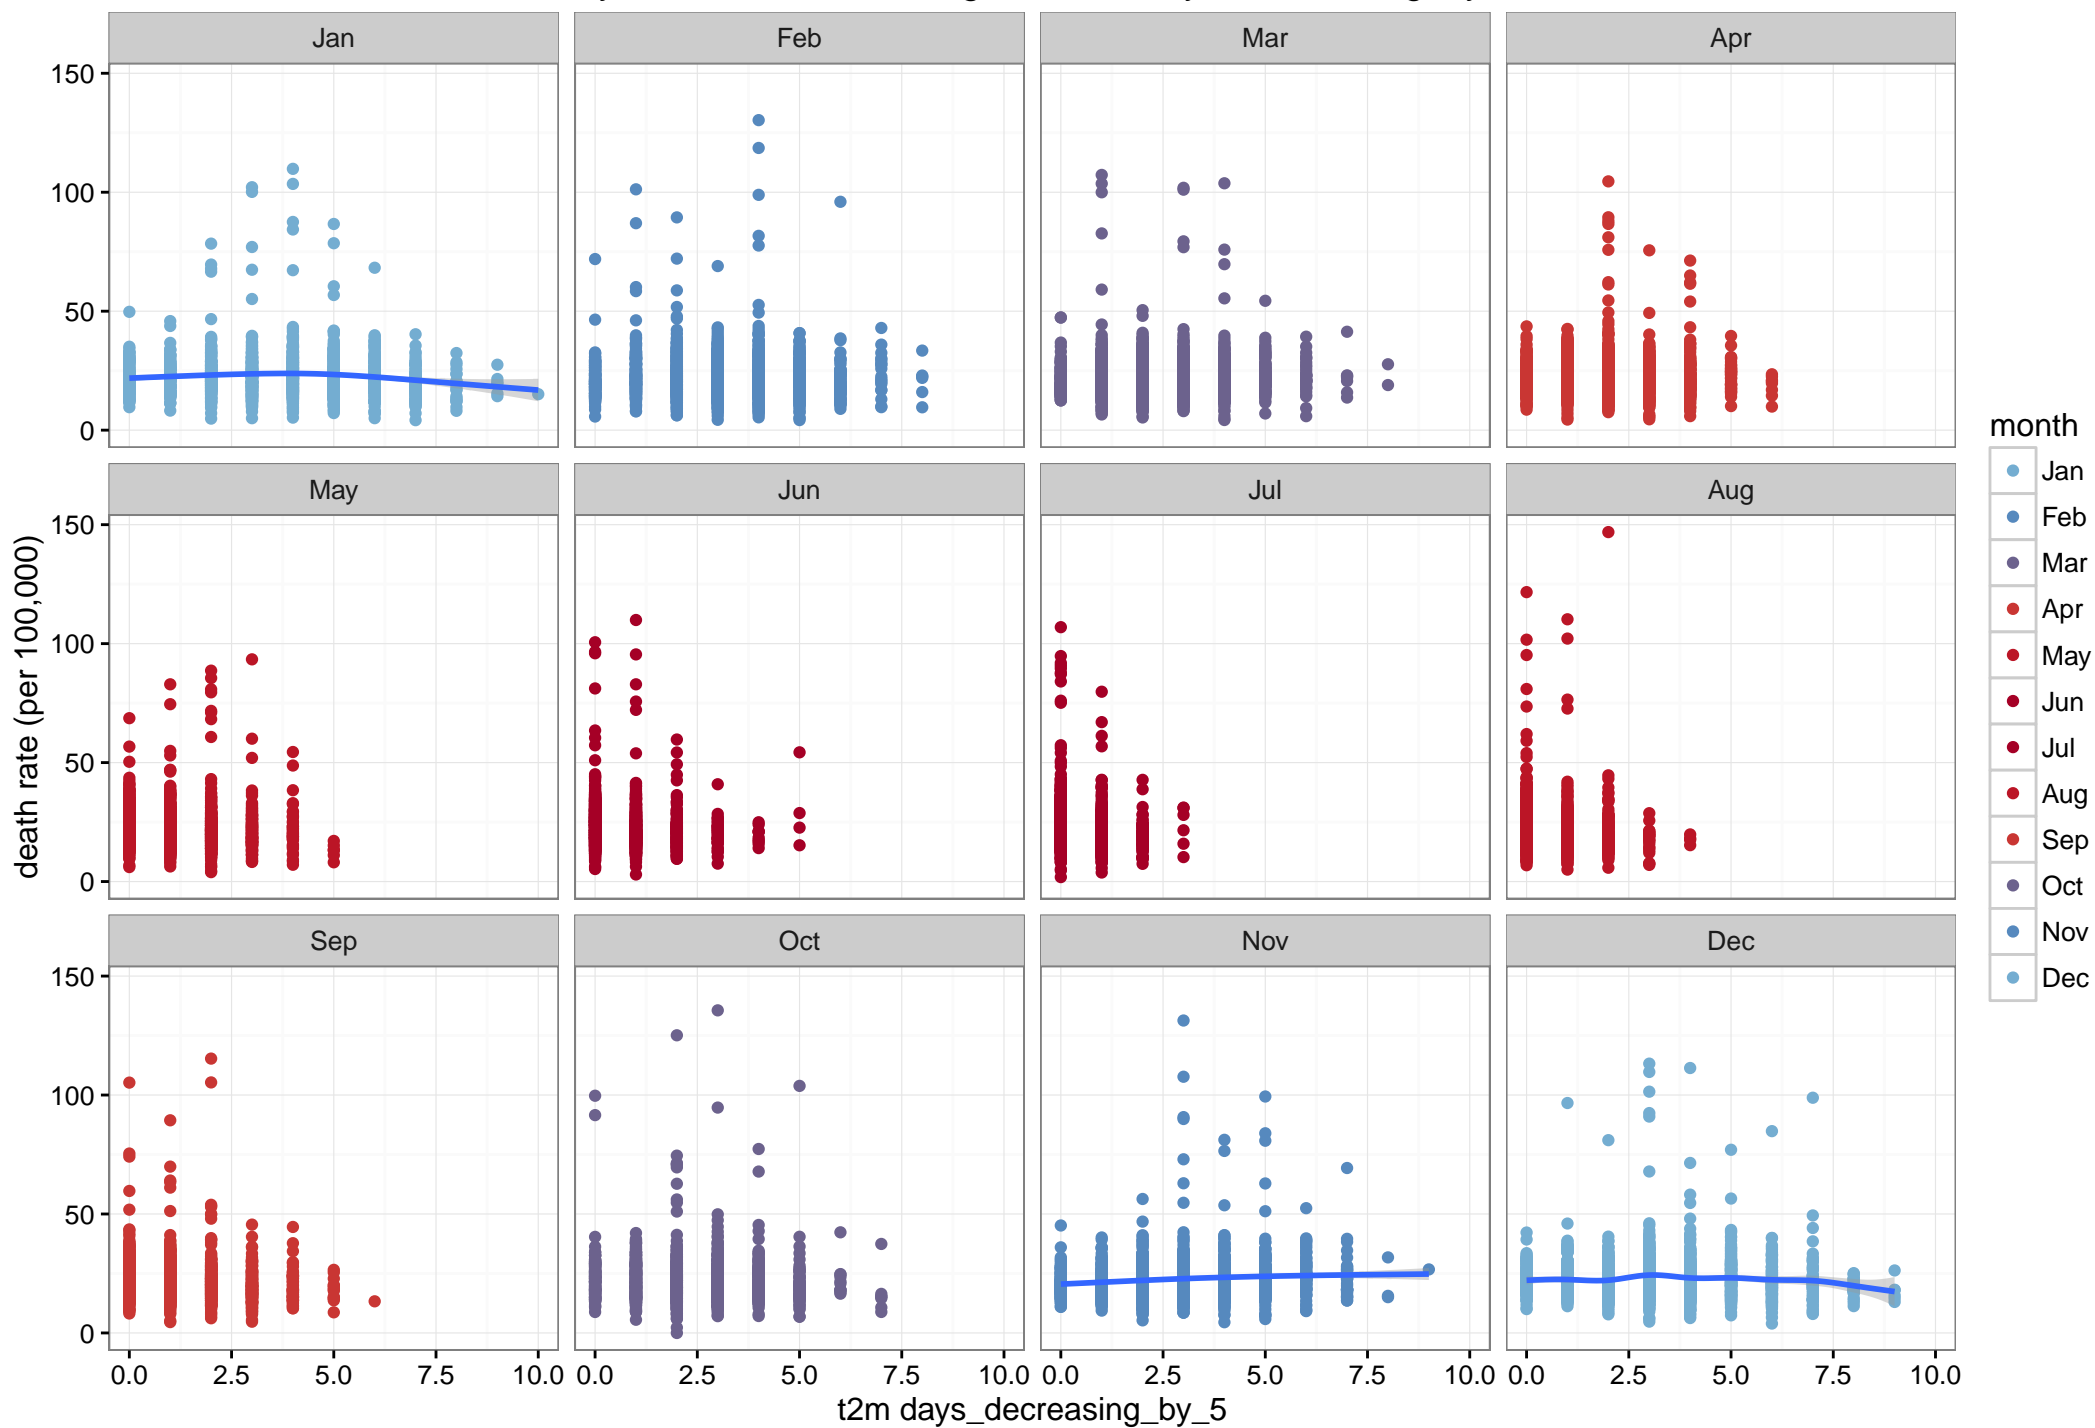 Jan Feb Mar Apr
150
100
50
0
May Jun Jul Aug
150
100
50
0
Sep Oct Nov Dec
150
100
50
0
0.0 2.5 5.0 7.5 10.0 0.0 2.5 5.0 7.5 10.0 0.0 2.5 5.0 7.5 10.0 0.0 2.5 5.0 7.5 10.0
t2m days_decreasing_by_5
death rate (per 100,000)
month
Jan
Feb
Mar
Apr
May
Jun
Jul
Aug
Sep
Oct
Nov
Dec